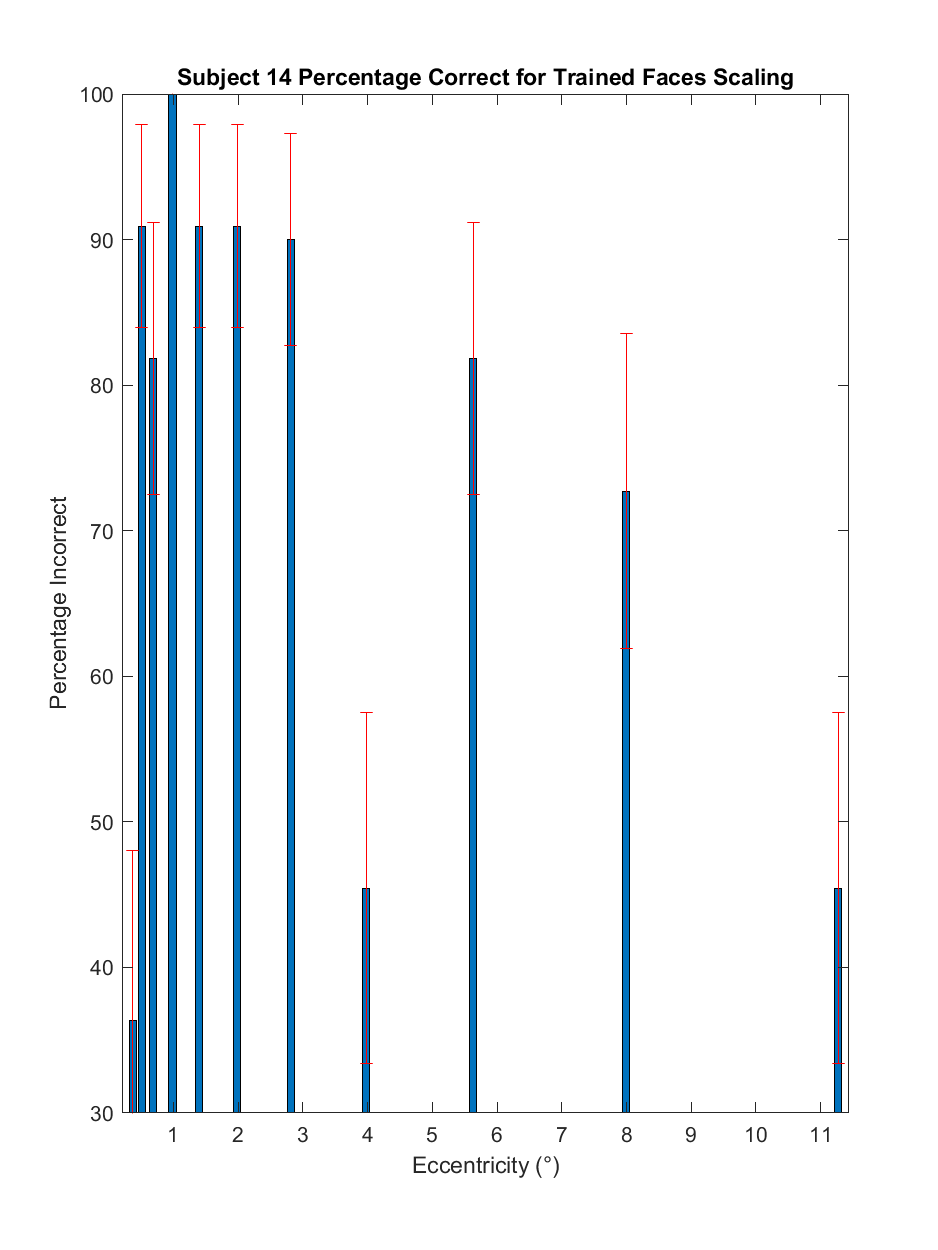 Subject 14 Percentage Correct for Trained Faces Scaling
100
90
80
70
60
50
40
30
Percentage Incorrect
1 2 3 4 5 6 7 8 9 10 11
Eccentricity (°)